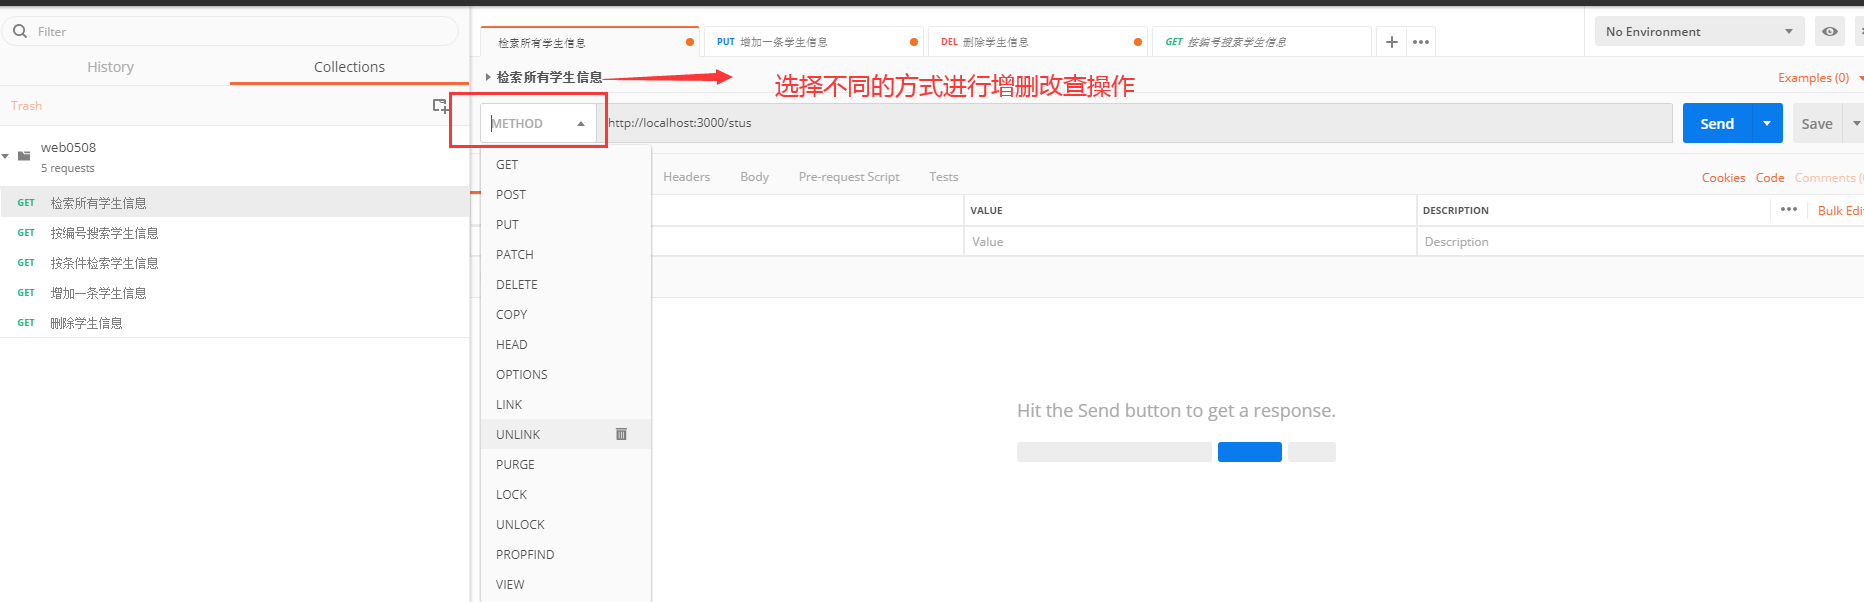 Filter
History
Collections
Trash
web0508
5 requests
GET 检索所有学生信息
GET 按编号搜索学生信息
GET 按条件检索学生信息
GET 增加一条学生信息
GET 删除学生信息
检索所有学生信息
PUT 增加一条学生信息
DEL 删除学生信息
GET 按编号搜索学生信息
No Environment
检索所有学生信息
选择不同的方式进行增删改查操作
Examples (0)
METHOD
http://localhost:3000/stus
Send
Save
GET
POST
PUT
PATCH
DELETE
COPY
HEAD
OPTIONS
LINK
UNLINK
PURGE
LOCK
UNLOCK
PROPFIND
VIEW
Headers
Body
Pre-request Script
Tests
Cookies
Code
Comments (
VALUE
DESCRIPTION
Bulk Edi
Value
Description
Hit the Send button to get a response.